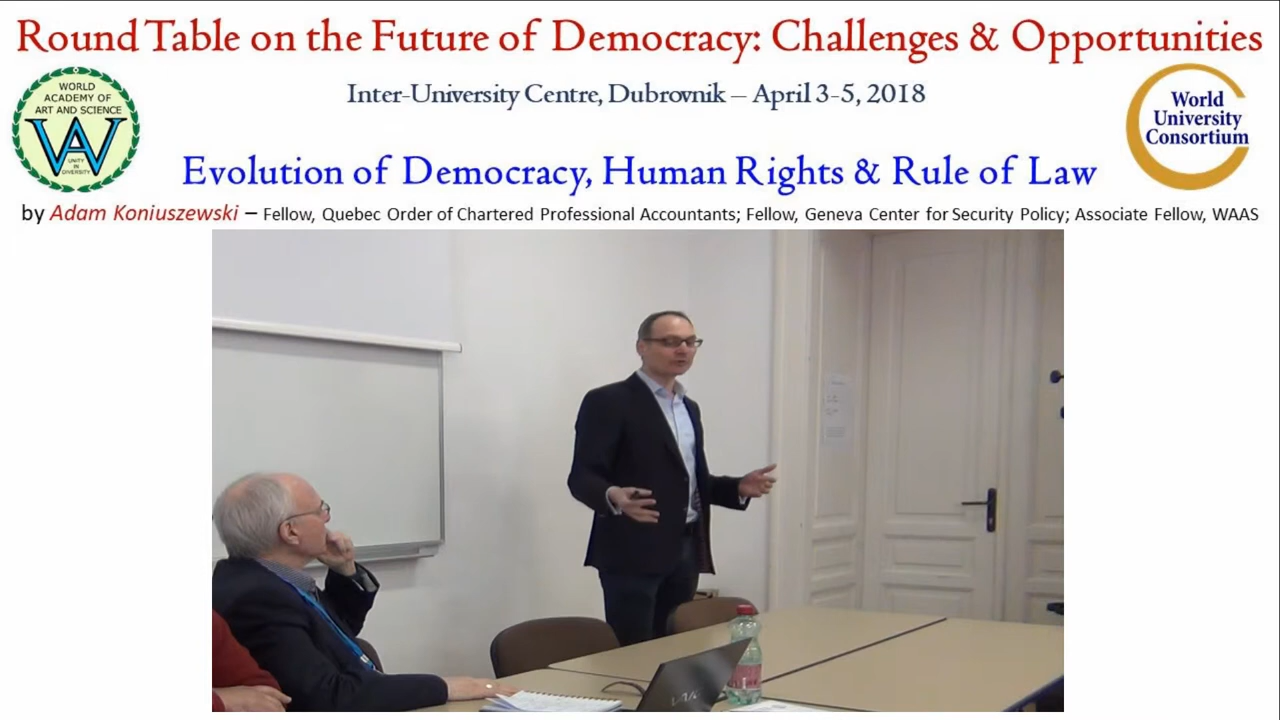 Round Table on the Future of Democracy: Challenges & Opportunities
Inter-University Centre, Dubrovnik – April 3-5, 2018
WORLD
ACADEMY OF
ART AND SCIENCE
WA
UNITY
IN
DIVERSITY
World
University
Consortium
Evolution of Democracy, Human Rights & Rule of Law
by Adam Koniuszewski – Fellow, Quebec Order of Chartered Professional Accountants; Fellow, Geneva Center for Security Policy; Associate Fellow, WAAS